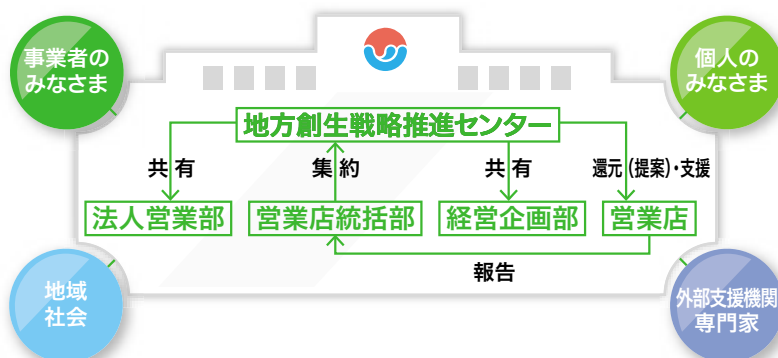 事業者の
みなさま
個人の
みなさま
地方創生戦略推進センター
共有
集約
共有
還元(提案)・支援
法人営業部
営業店統括部
経営企画部
営業店
報告
地域
社会
外部支援機関
専門家